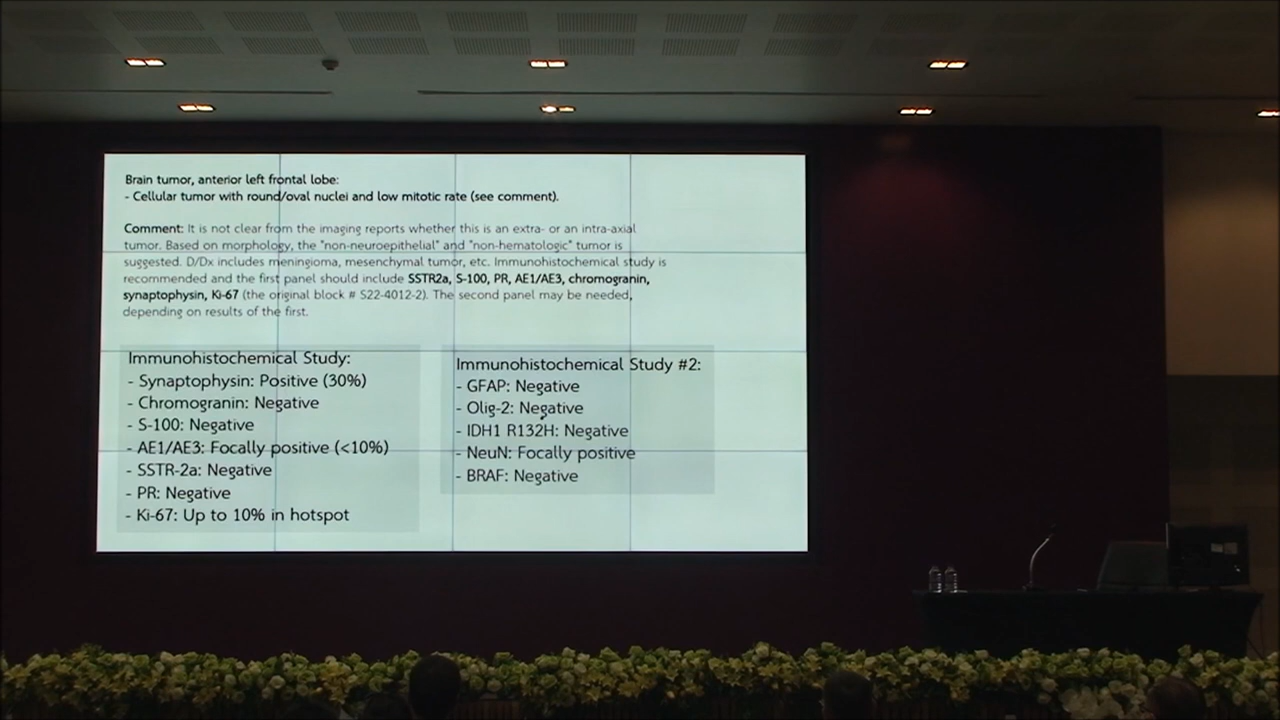 Brain tumor, anterior left frontal lobe:
- Cellular tumor with round/oval nuclei and low mitotic rate (see comment).
Comment: It is not clear from the imaging reports whether this is an extra- or an intra-axial
tumor. Based on morphology, the "non-neuroepithelial" and "non-hematologic" tumor is
suggested. D/Dx includes meningioma, mesenchymal tumor, etc. Immunohistochemical study is
recommended and the first panel should include SSTR2a, S-100, PR, AE1/AE3, chromogranin,
synaptophysin, Ki-67 (the original block # S22-4012-2). The second panel may be needed,
depending on results of the first.
Immunohistochemical Study:
- Synaptophysin: Positive (30%)
- Chromogranin: Negative
- S-100: Negative
- AE1/AE3: Focally positive (<10%)
- SSTR-2a: Negative
- PR: Negative
- Ki-67: Up to 10% in hotspot
Immunohistochemical Study #2:
- GFAP: Negative
- Olig-2: Negative
- IDH1 R132H: Negative
- NeuN: Focally positive
- BRAF: Negative